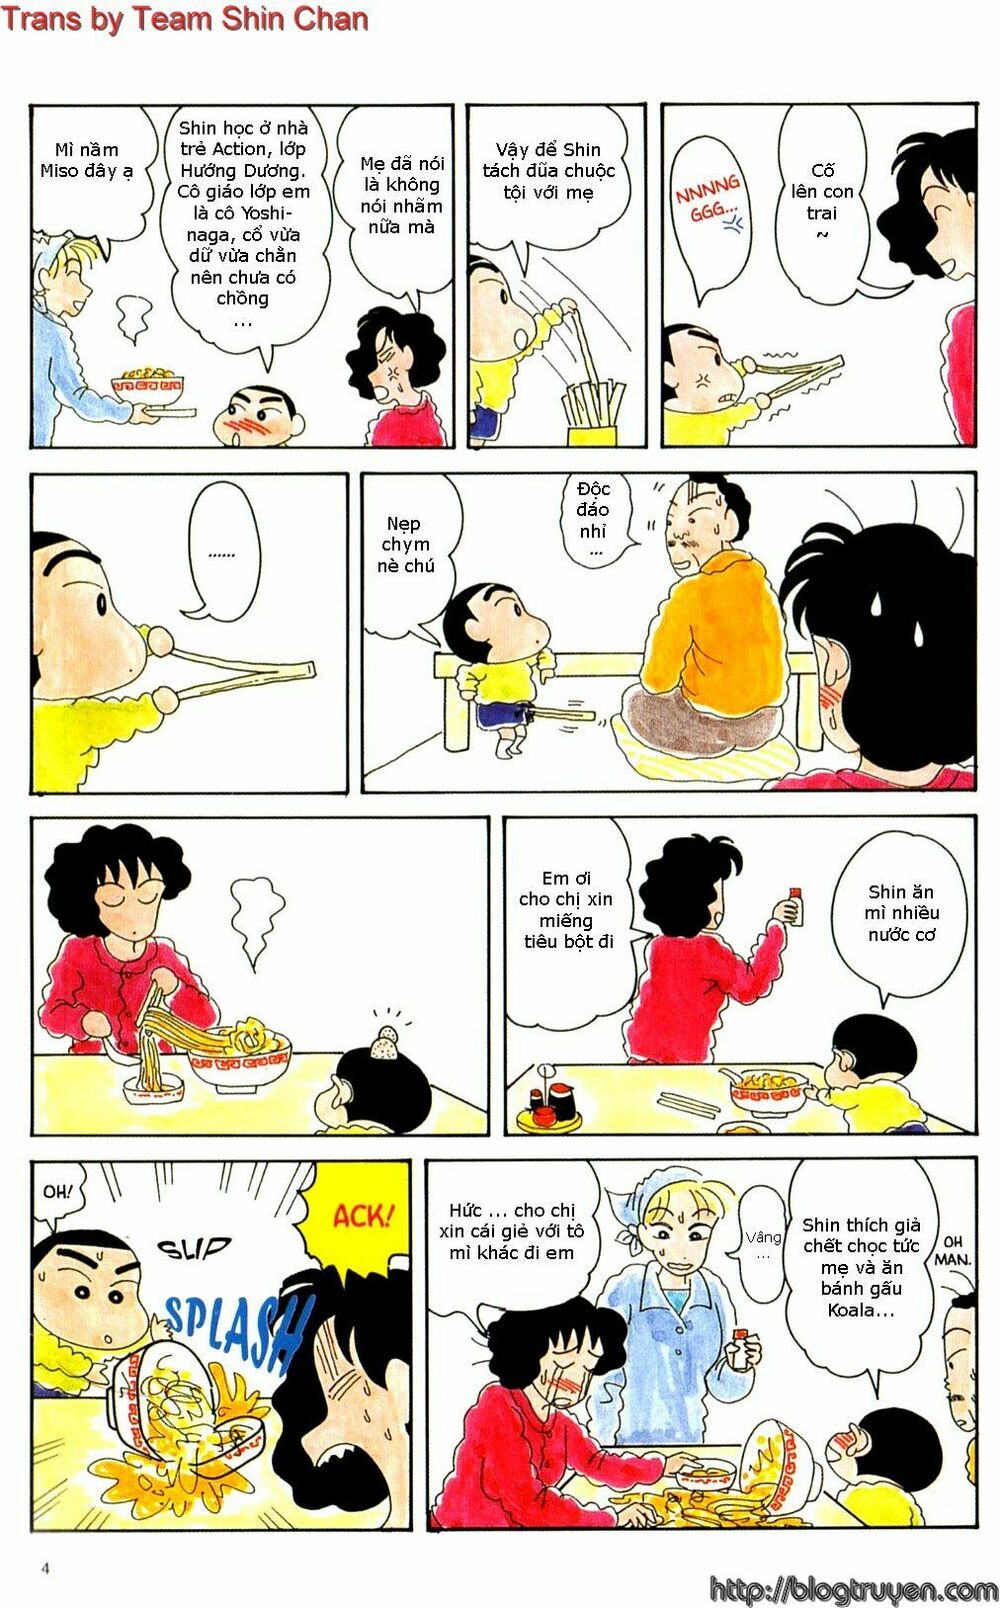 Trans by Team Shin Chan
Mì nầm
Miso đây ạ
Shin học ở nhà
trẻ Action, lớp
Hướng Dương.
Cô giáo lớp em
là cô Yoshi-
naga, cổ vừa
dữ vừa chằn
nên chưa có
chồng
...
Mẹ đã nói
là không
nói nhãm
nữa mà
Vậy để Shin
tách đũa chuộc
tội với mẹ
NNNNG
GGG...
Cố
lên con
trai
~
......
Nẹp
chym
nè chú
Độc
đáo
nhỉ
...
Em ơi
cho chị xin
miếng
tiêu bột đi
Shin ăn
mì nhiều
nước cơ
OH!
SLIP
SPLASH
ACK!
Hức ... cho chị
xin cái giẻ với tô
mì khác đi em
Vâng
...
Shin thích giả
chết chọc tức
mẹ và ăn
bánh gấu
Koala...
OH
MAN.
4
http://blogtruyen.com/